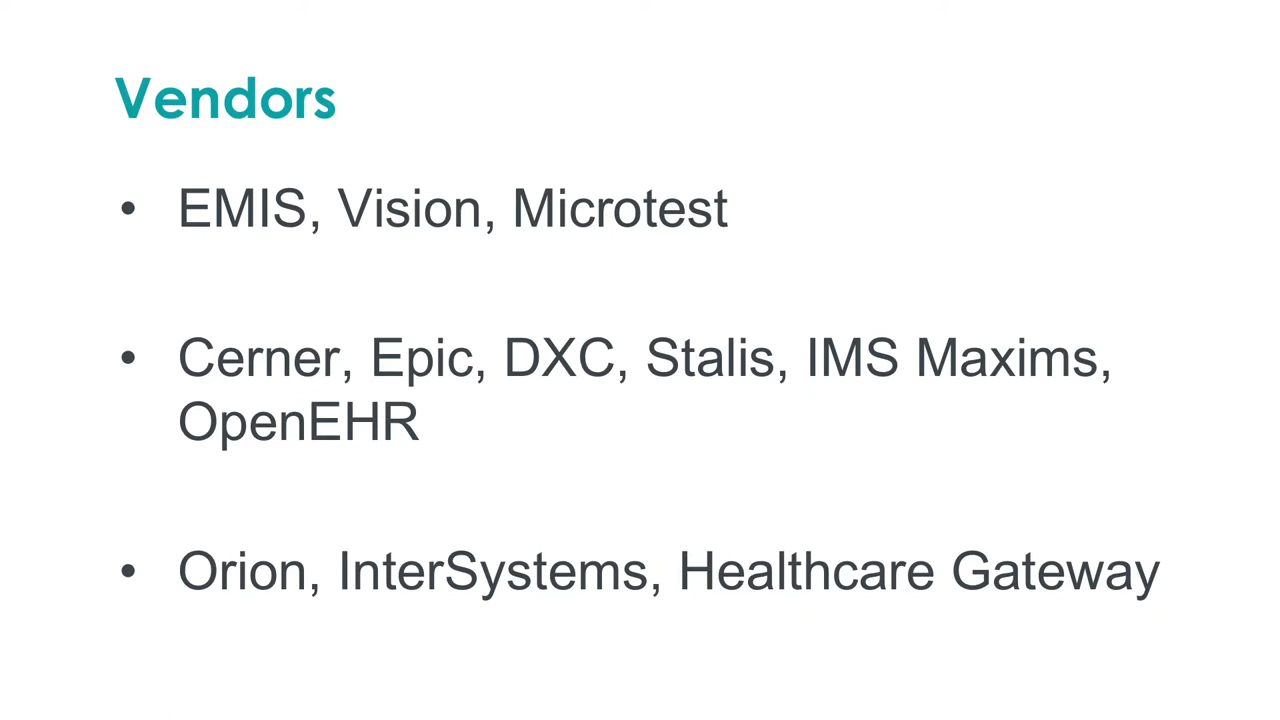 Vendors
• EMIS, Vision, Microtest
• Cerner, Epic, DXC, Stalis, IMS Maxims,
OpenEHR
• Orion, InterSystems, Healthcare Gateway